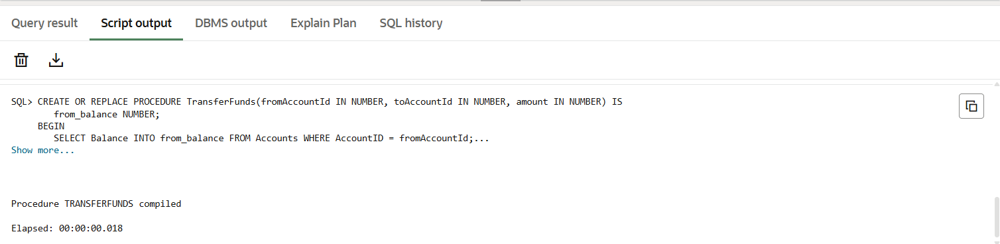 Query result Script output DBMS output Explain Plan SQL history
SQL> CREATE OR REPLACE PROCEDURE TransferFunds(fromAccountId IN NUMBER, toAccountId IN NUMBER, amount IN NUMBER) IS
from_balance NUMBER;
BEGIN
SELECT Balance INTO from_balance FROM Accounts WHERE AccountID = fromAccountId;...
Show more...
Procedure TRANSFERFUNDS compiled
Elapsed: 00:00:00.018